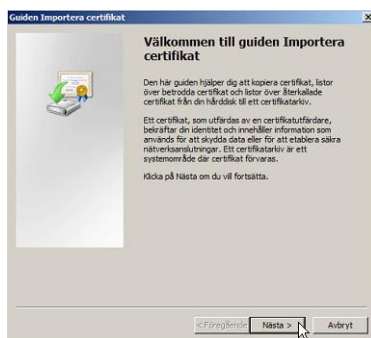 Guiden Importera certifikat
Välkommen till guiden Importera
certifikat
Den här guiden hjälper dig att kopiera certifikat, listor
över betrodda certifikat och listor över återkallade
certifikat från din hårddisk till ett certifikatarkiv.
Ett certifikat, som utfärdas av en certifikatutfärdare,
bekräftar din identitet och innehåller information som
används för att skydda data eller för att etablera säkra
nätverksanslutningar. Ett certifikatarkiv är ett
systemområde där certifikat förvaras.
Klicka på Nästa om du vill fortsätta.
< Föregående Nästa > Avbryt